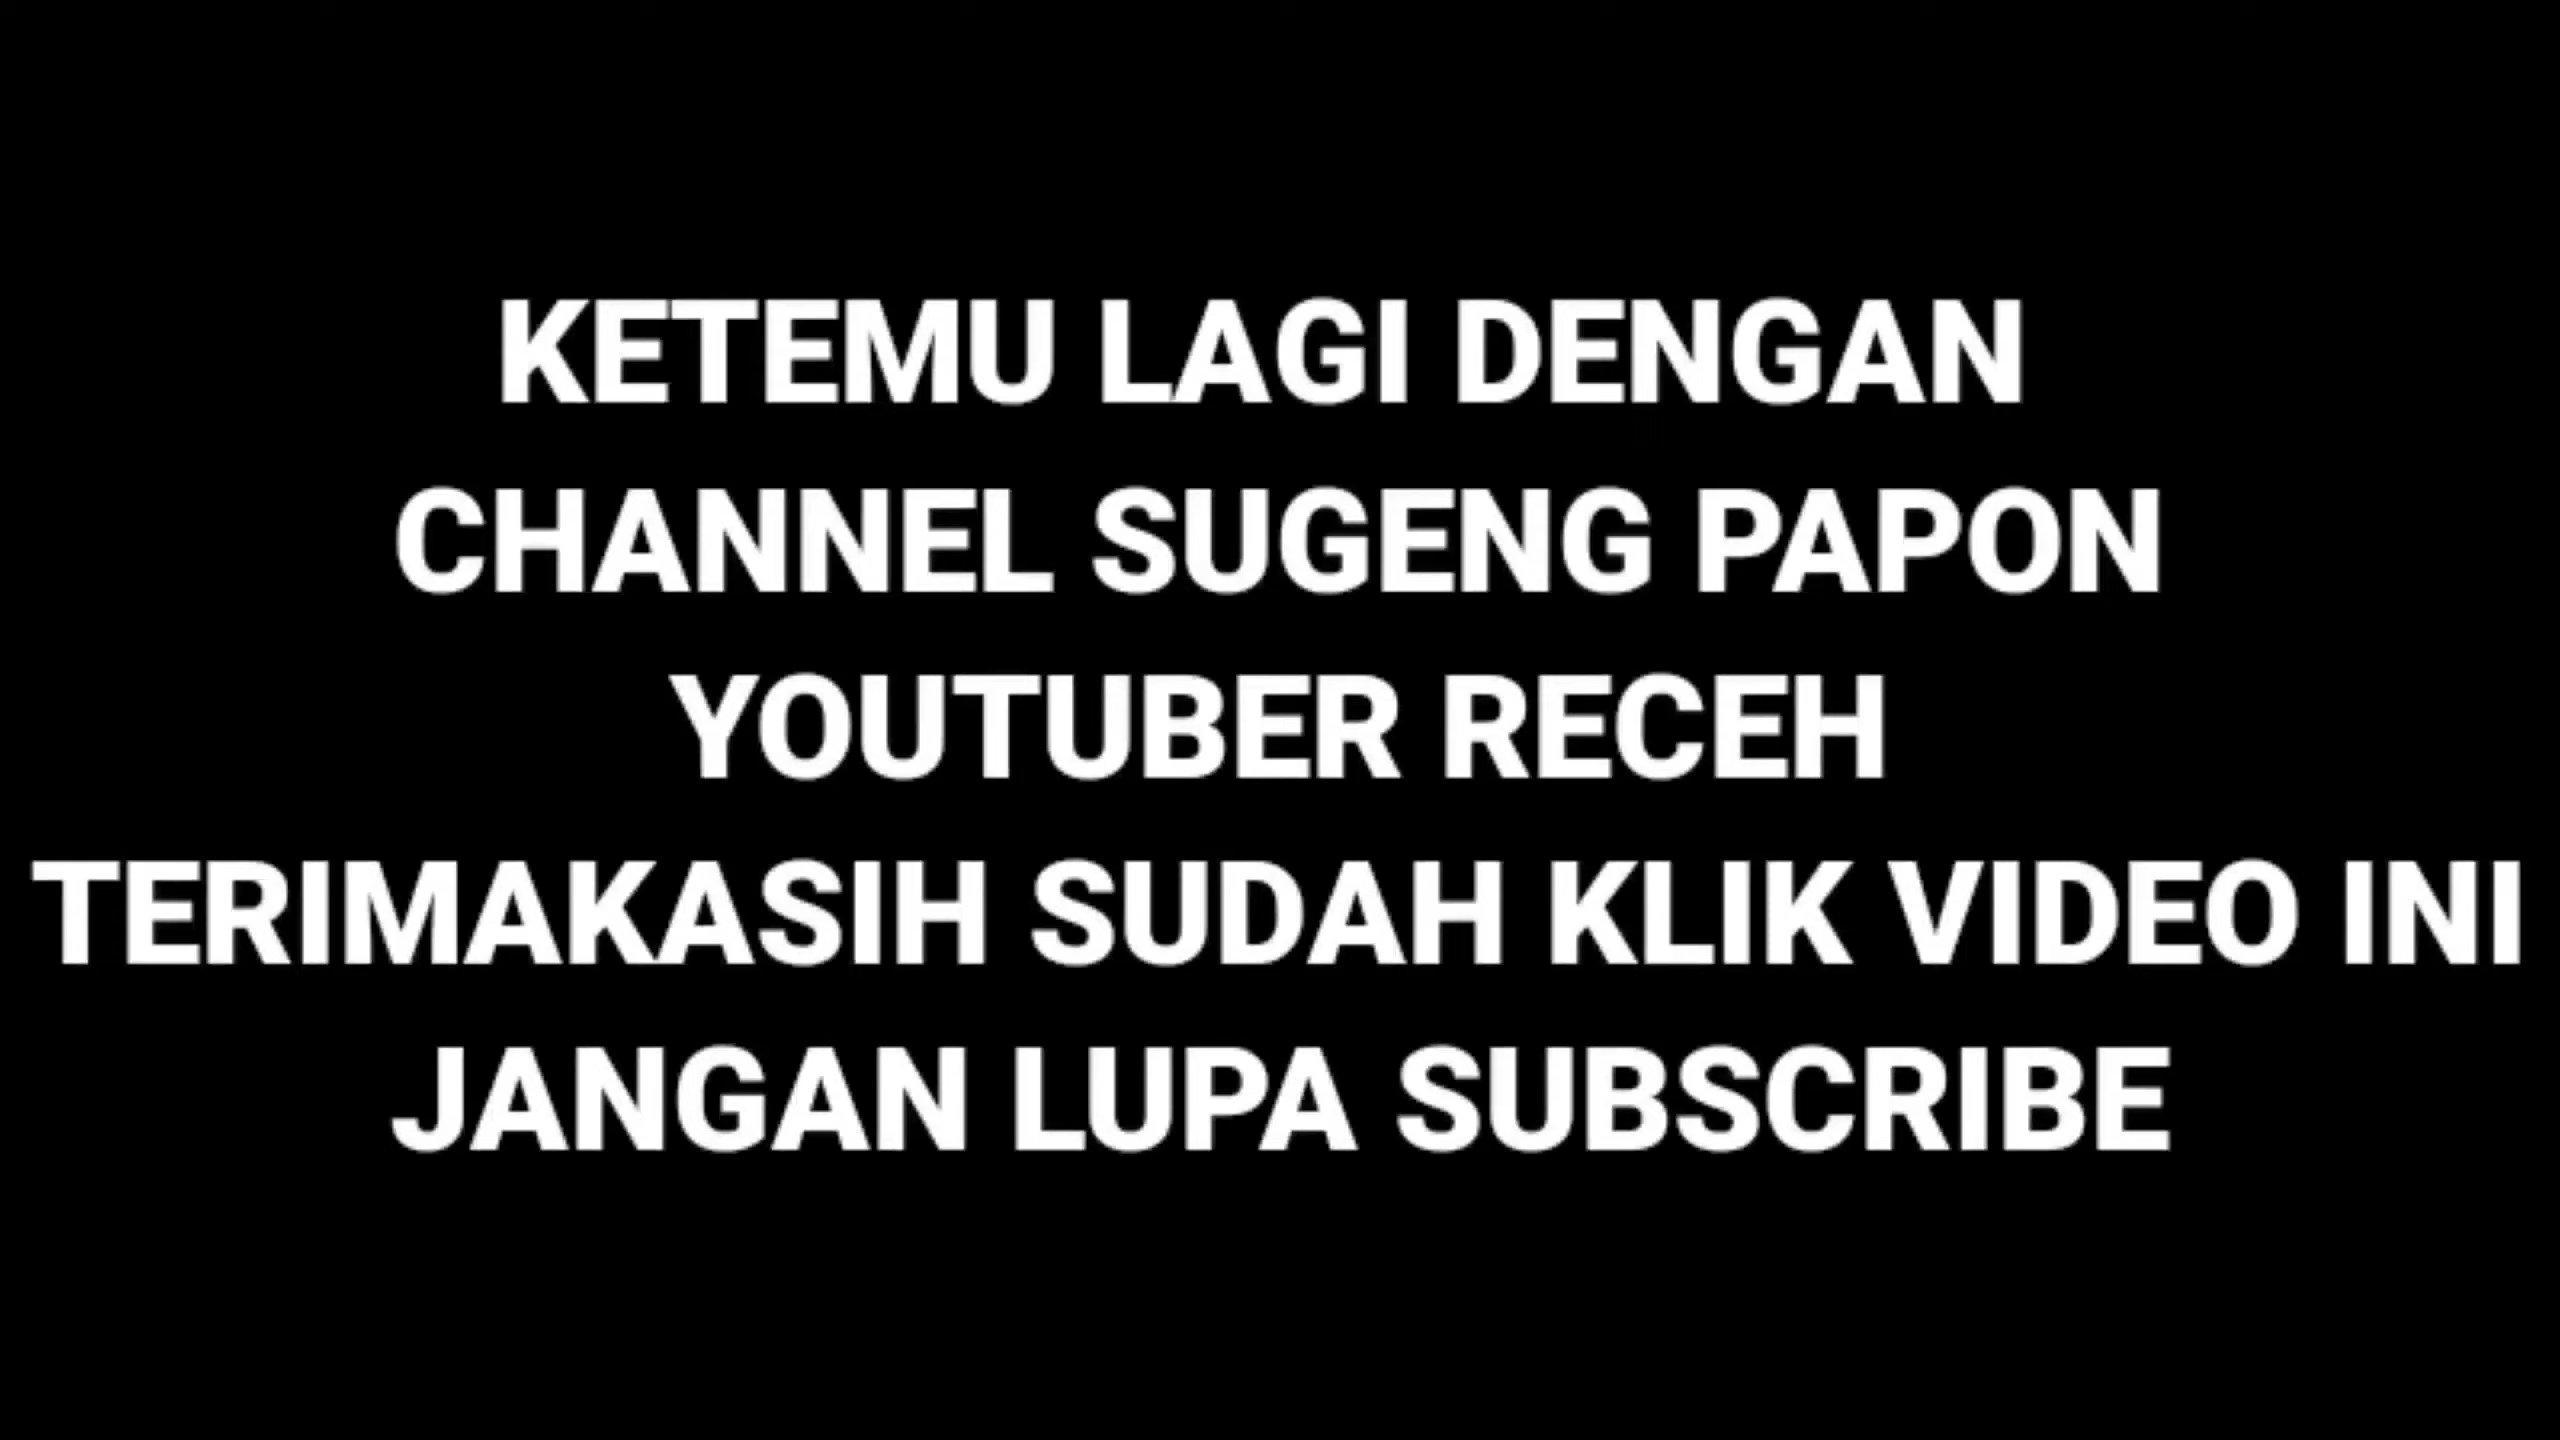 KETEMU LAGI DENGAN
CHANNEL SUGENG PAPON
YOUTUBER RECEH
TERIMAKASIH SUDAH KLIK VIDEO INI
JANGAN LUPA SUBSCRIBE